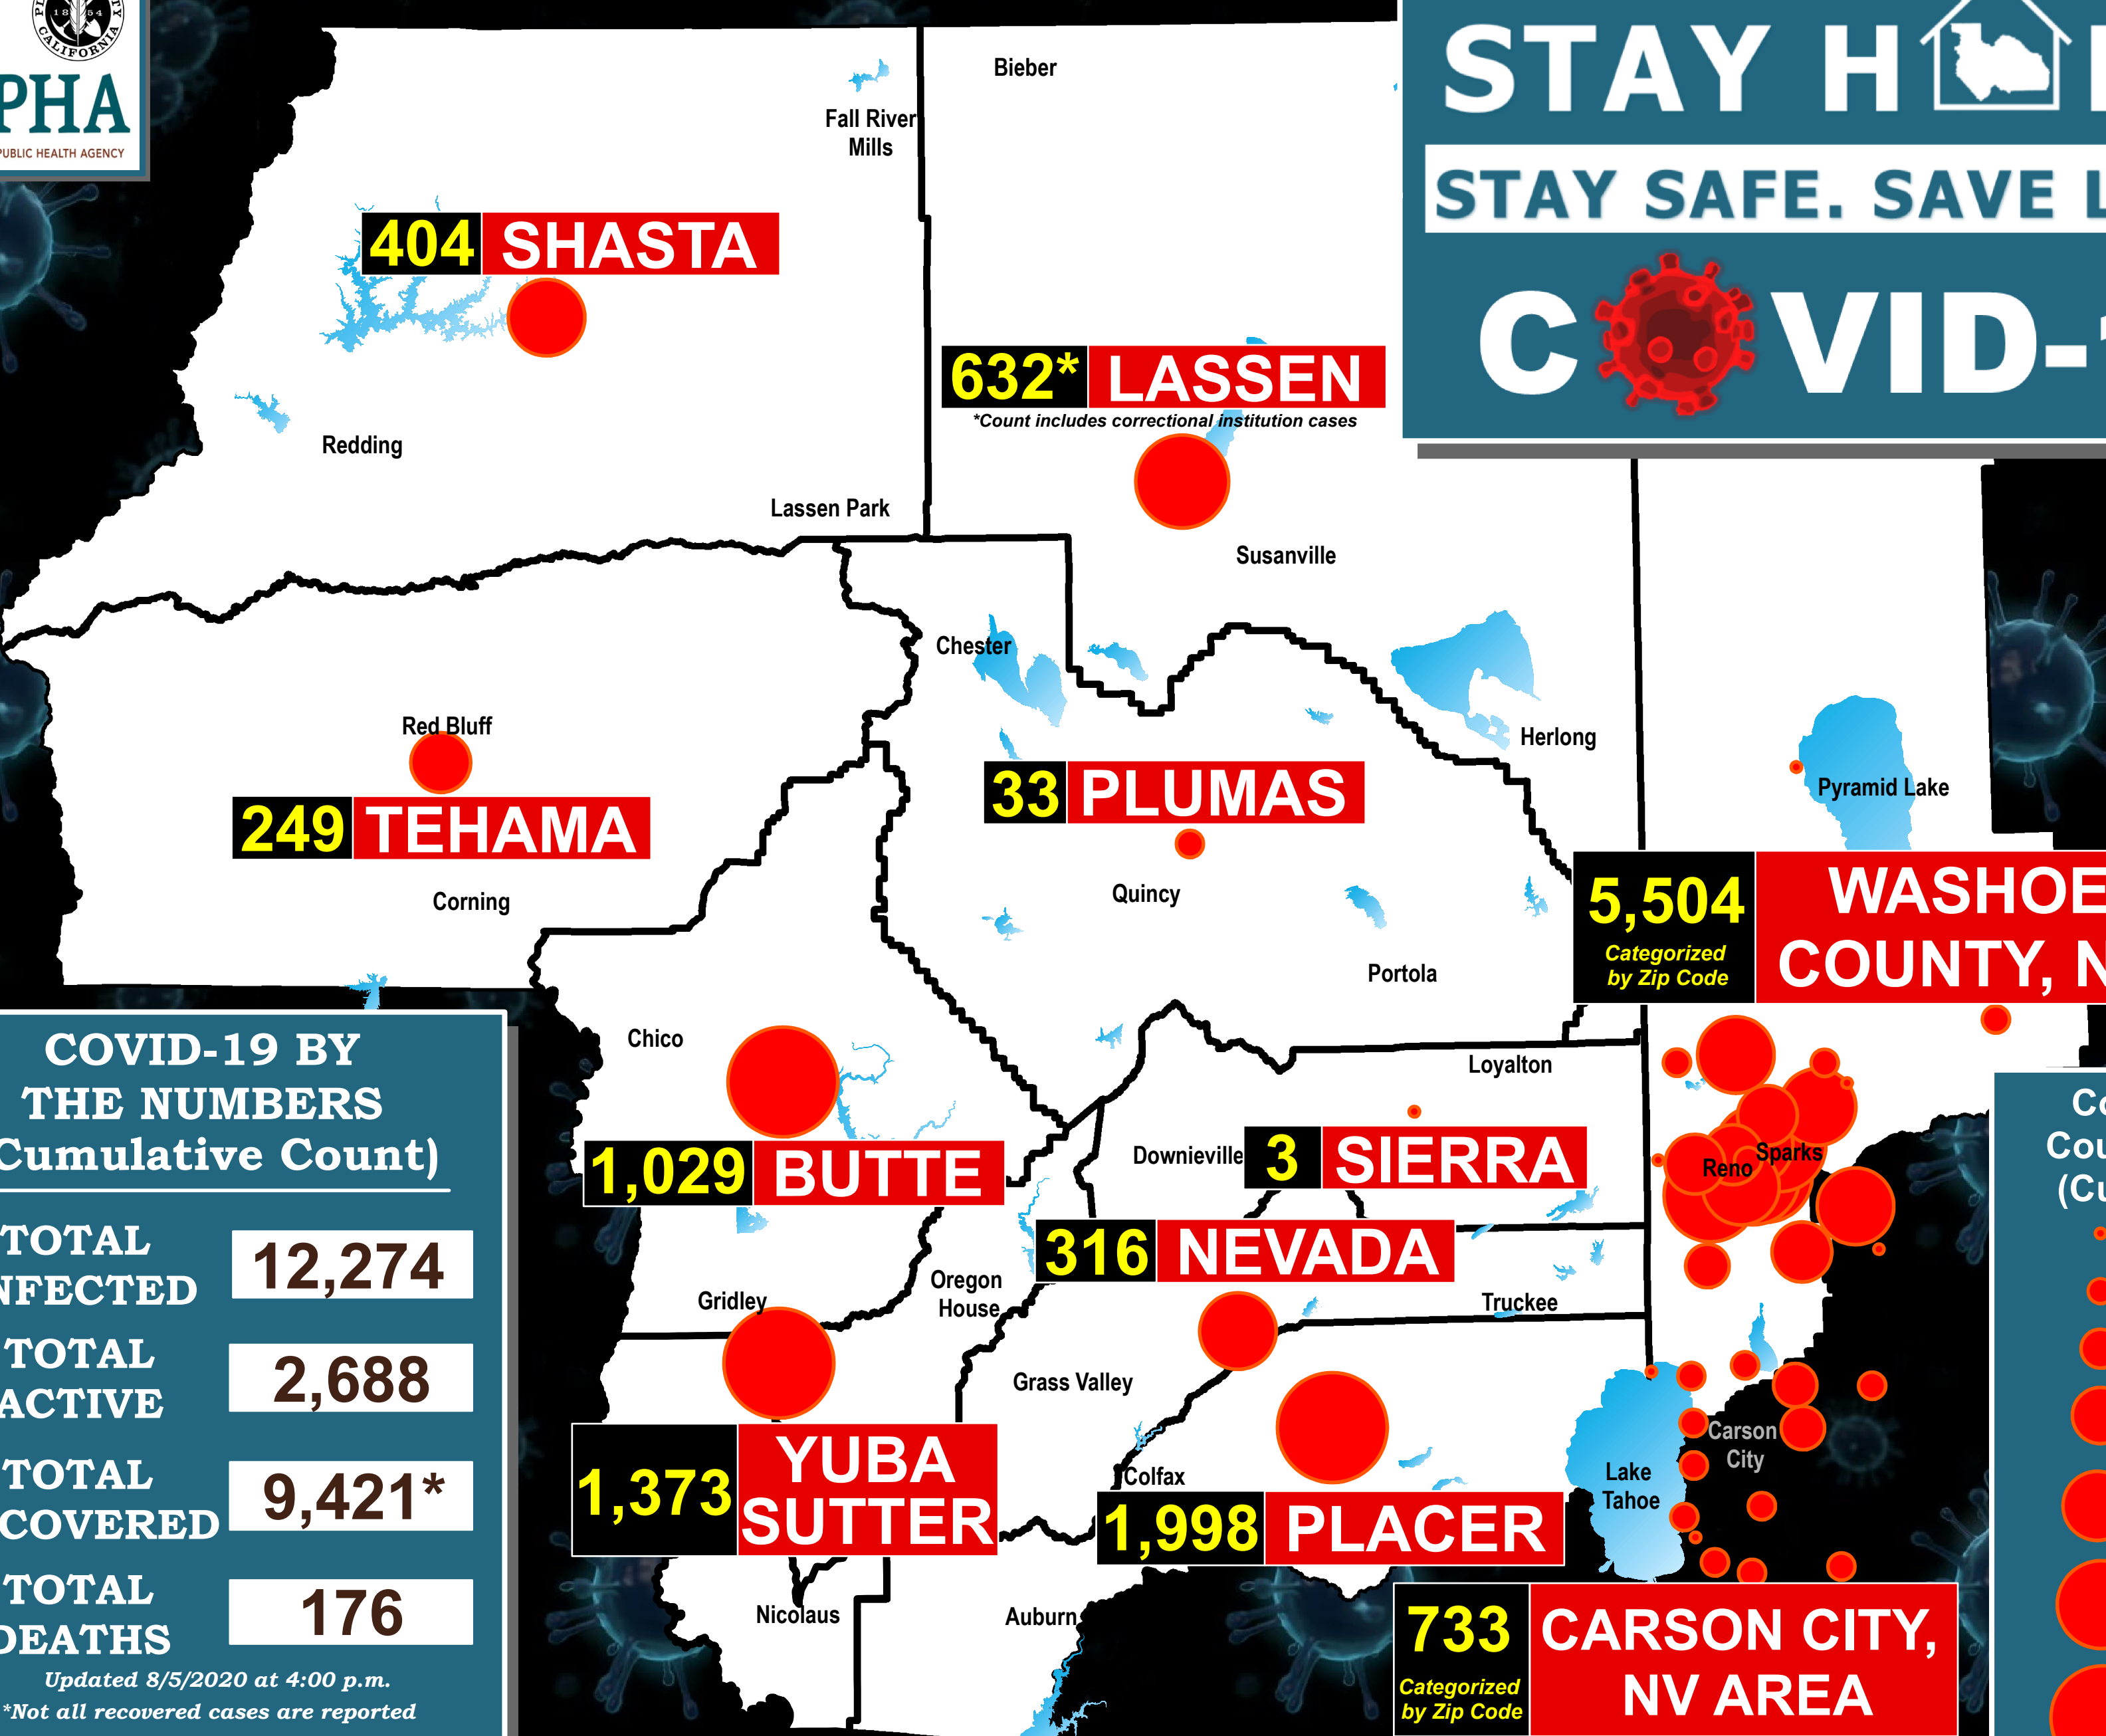 1854
CALIFORNIA
PHA
PUBLIC HEALTH AGENCY
STAY H
STAY SAFE. SAVE L
C VID-1
Bieber
Fall River
Mills
404 SHASTA
632* LASSEN
*Count includes correctional institution cases
Redding
Lassen Park
Susanville
Chester
Red Bluff
Herlong
249 TEHAMA
33 PLUMAS
Pyramid Lake
Corning
Quincy
5,504
Categorized
by Zip Code
WASHOE
COUNTY, N
Portola
Chico
Loyalton
1,029 BUTTE
Downieville
3 SIERRA
Reno
Sparks
316 NEVADA
Oregon
House
Gridley
Truckee
Grass Valley
1,373 YUBA
SUTTER
Colfax
1,998 PLACER
Lake
Tahoe
Carson
City
Nicolaus
Auburn
733
Categorized
by Zip Code
CARSON CITY,
NV AREA
COVID-19 BY
THE NUMBERS
Cumulative Count)
TOTAL
NFECTED
12,274
TOTAL
ACTIVE
2,688
TOTAL
COVERED
9,421*
TOTAL
DEATHS
176
Updated 8/5/2020 at 4:00 p.m.
*Not all recovered cases are reported
Co
Cou
(Cu